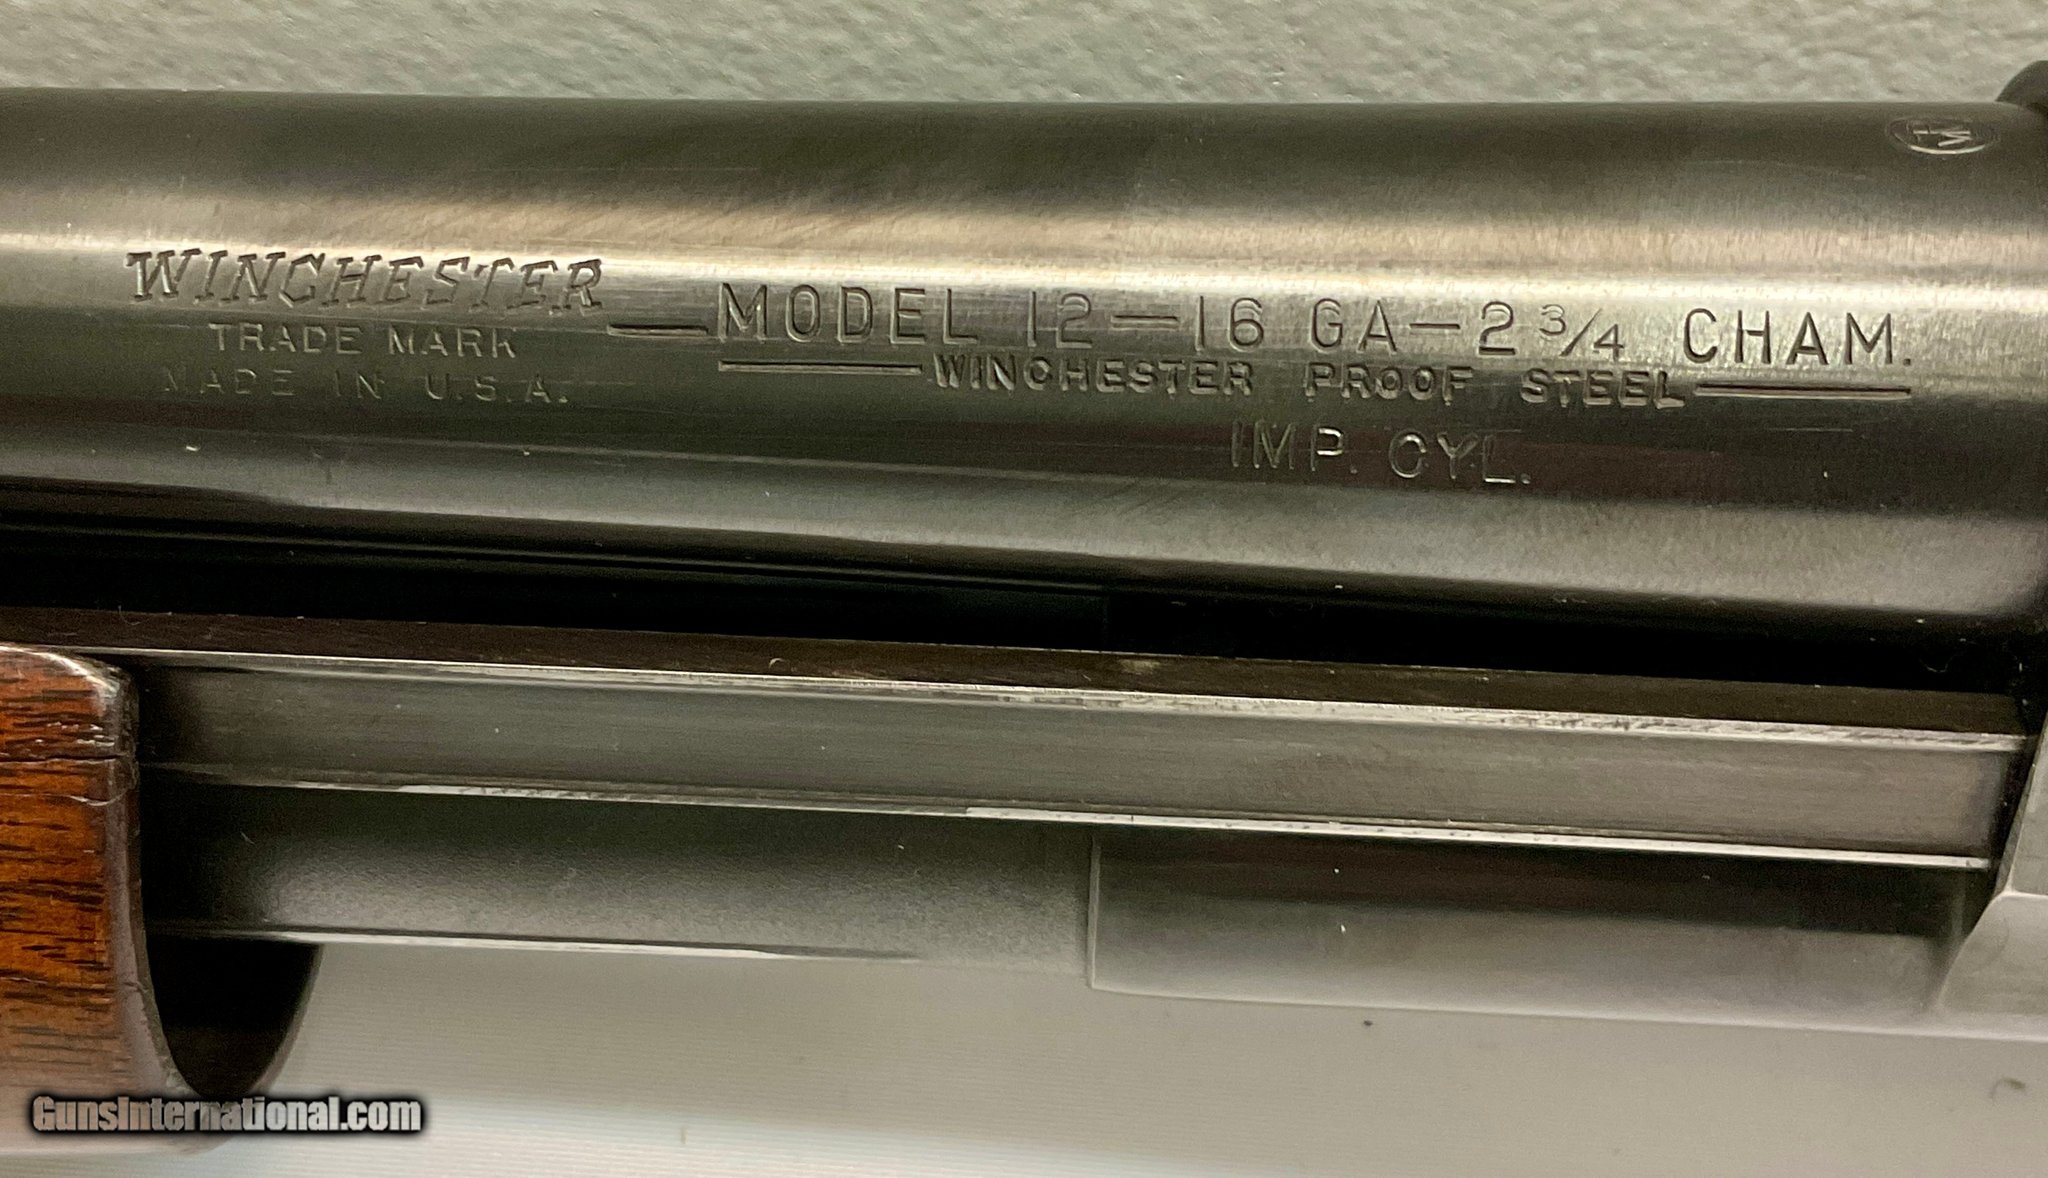 WP
WINCHESTER
TRADE MARK
MADE IN U.S.A.
—MODEL 12—16 GA—2 3/4 CHAM.
—WINCHESTER PROOF STEEL—
IMP. CYL.
GunsInternational.com